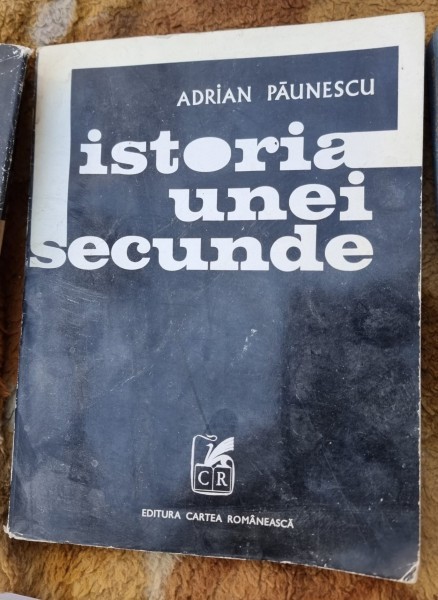 ADRIAN PĂUNESCU
istoria
unei
secunde
CR
EDITURA CARTEA ROMÂNEASCĂ